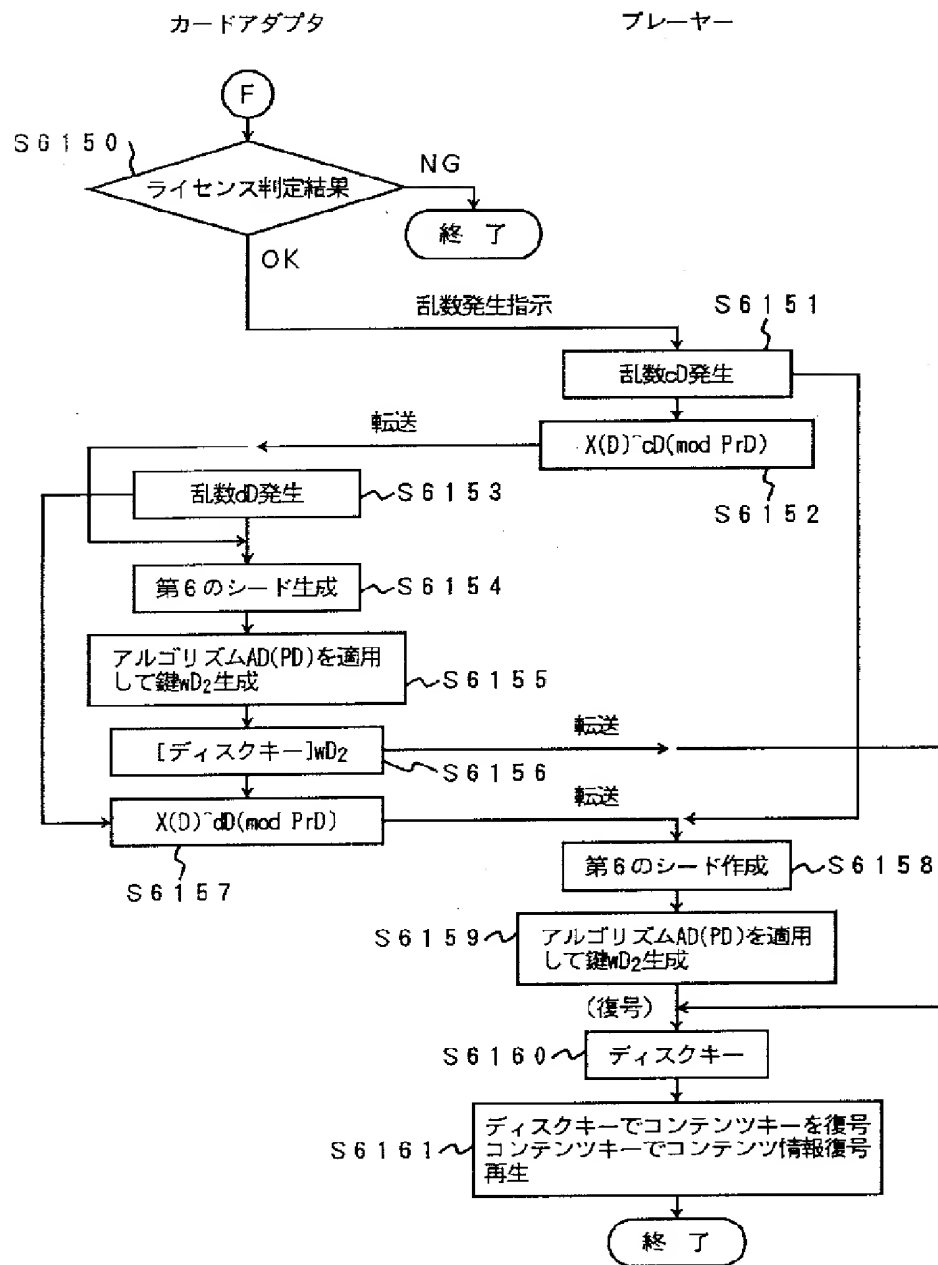 カードアダプタ
プレーヤー
F
S6150
ライセンス判定結果
NG
終 了
OK
乱数発生指示
S6151
乱数cD発生
転送
X(D)^cD(mod PrD)
S6152
乱数dD発生
S6153
第6のシード生成
S6154
アルゴリズムAD(PD)を適用
して鍵wD₂生成
S6155
[ディスクキー]wD₂
転送
S6156
転送
X(D)^dD(mod PrD)
S6157
第6のシード作成
S6158
S6159
アルゴリズムAD(PD)を適用
して鍵wD₂生成
(復号)
S6160
ディスクキー
S6161
ディスクキーでコンテンツキーを復号
コンテンツキーでコンテンツ情報復号
再生
終 了